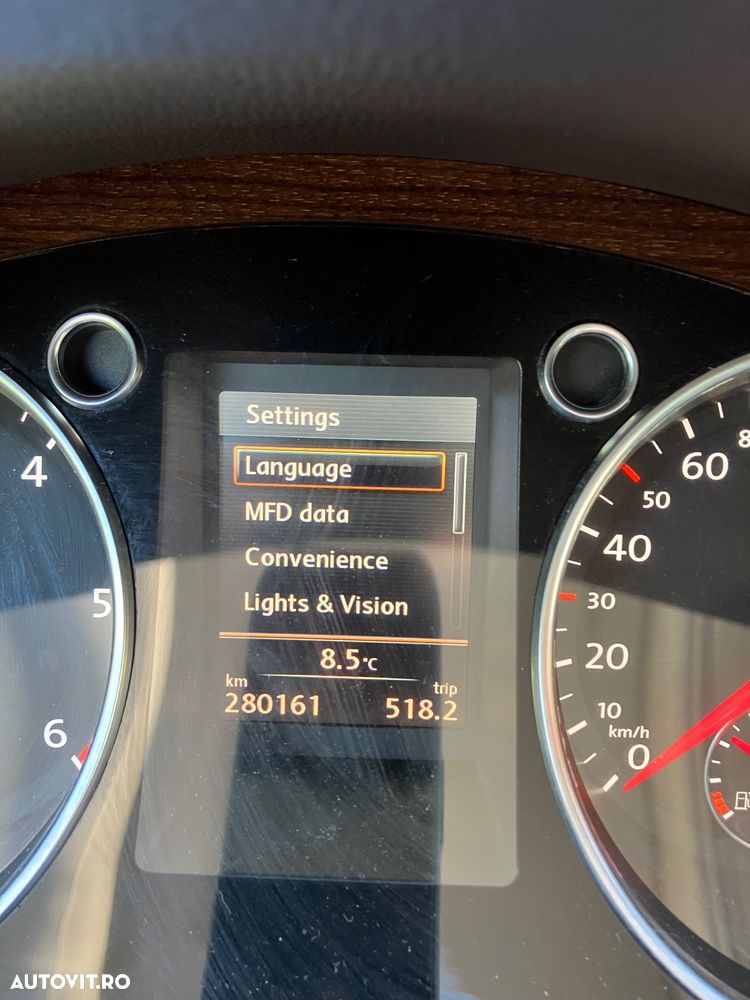 Settings
Language
MFD data
Convenience
Lights & Vision
8.5°C
km
280161
trip
518.2
4
5
6
80
60
50
40
30
20
10
km/h
0
AUTOVIT.RO